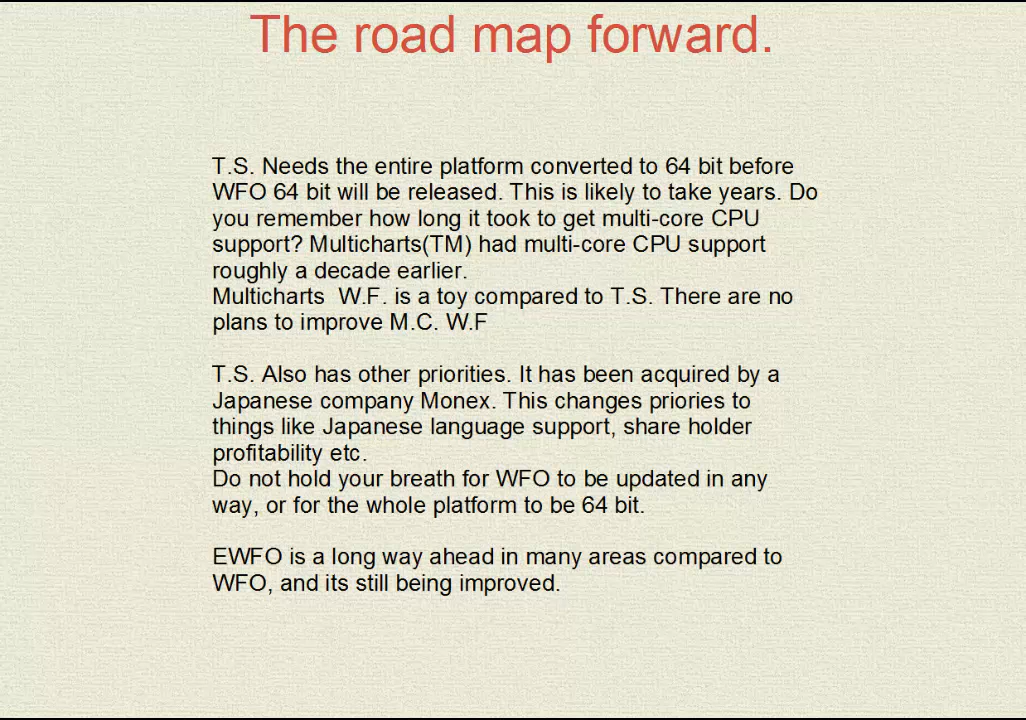 The road map forward.
T.S. Needs the entire platform converted to 64 bit before
WFO 64 bit will be released. This is likely to take years. Do
you remember how long it took to get multi-core CPU
support? Multicharts(TM) had multi-core CPU support
roughly a decade earlier.
Multicharts  W.F. is a toy compared to T.S. There are no
plans to improve M.C. W.F
T.S. Also has other priorities. It has been acquired by a
Japanese company Monex. This changes priories to
things like Japanese language support, share holder
profitability etc.
Do not hold your breath for WFO to be updated in any
way, or for the whole platform to be 64 bit.
EWFO is a long way ahead in many areas compared to
WFO, and its still being improved.